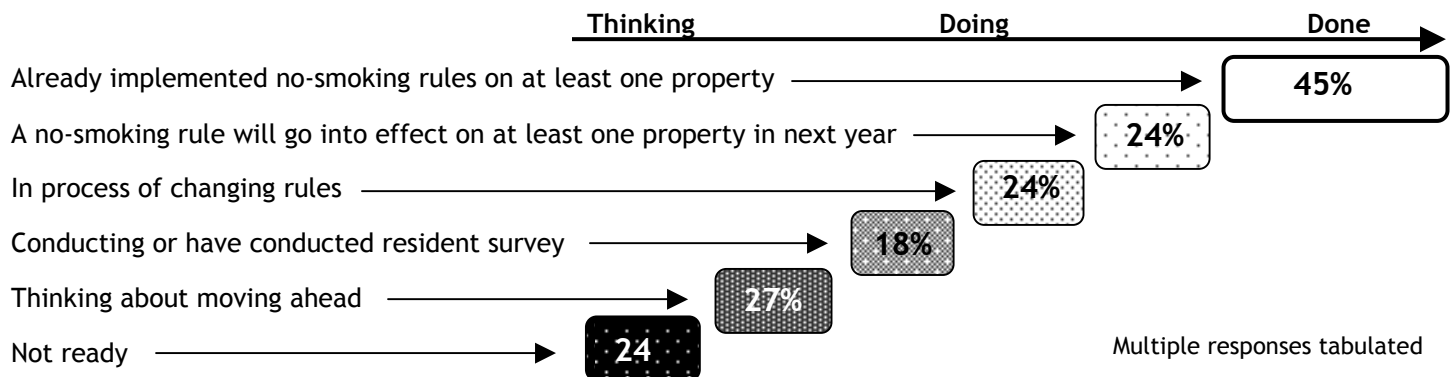 Thinking Doing Done
Already implemented no-smoking rules on at least one property 45%
A no-smoking rule will go into effect on at least one property in next year 24%
In process of changing rules 24%
Conducting or have conducted resident survey 18%
Thinking about moving ahead 27%
Not ready 24
Multiple responses tabulated